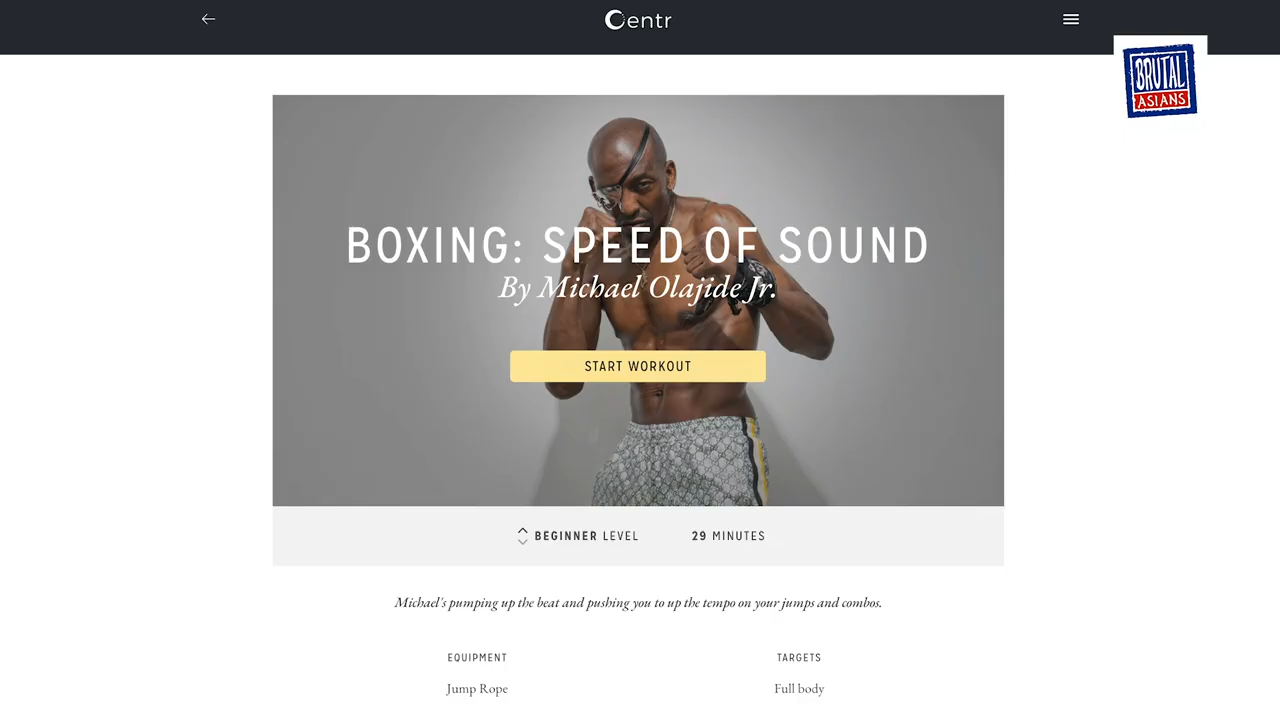 Centr
BRUTAL
ASIANS
BOXING: SPEED OF SOUND
By Michael Olajide Jr.
START WORKOUT
BEGINNER LEVEL
29 MINUTES
Michael's pumping up the beat and pushing you to up the tempo on your jumps and combos.
EQUIPMENT
TARGETS
Jump Rope
Full body